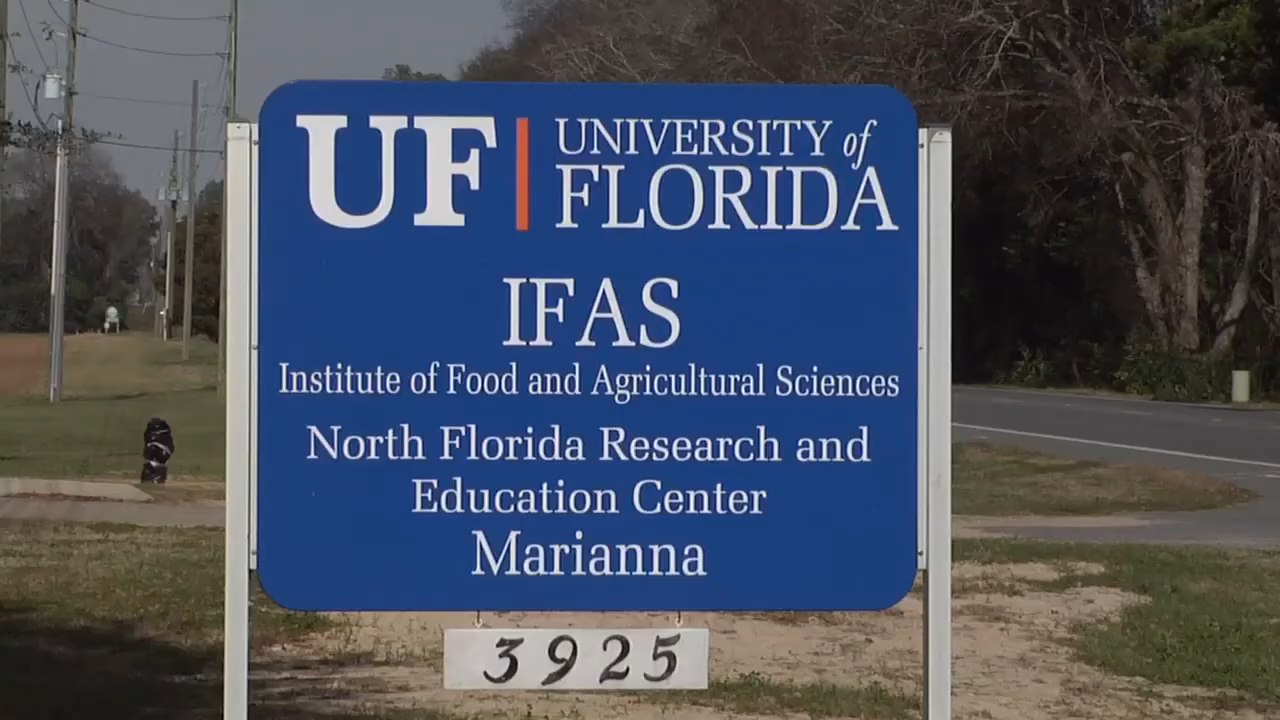 UF | UNIVERSITY of
FLORIDA
IFAS
Institute of Food and Agricultural Sciences
North Florida Research and
Education Center
Marianna
3925